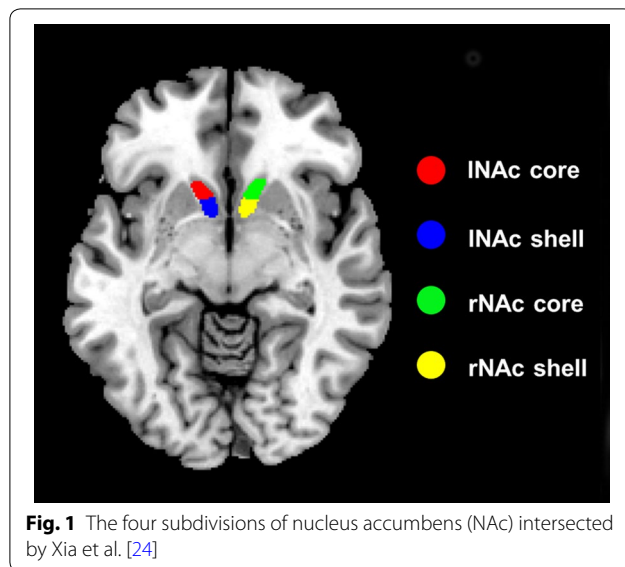 lNAc core
lNAc shell
rNAc core
rNAc shell
Fig. 1 The four subdivisions of nucleus accumbens (NAc) intersected
by Xia et al. [24]